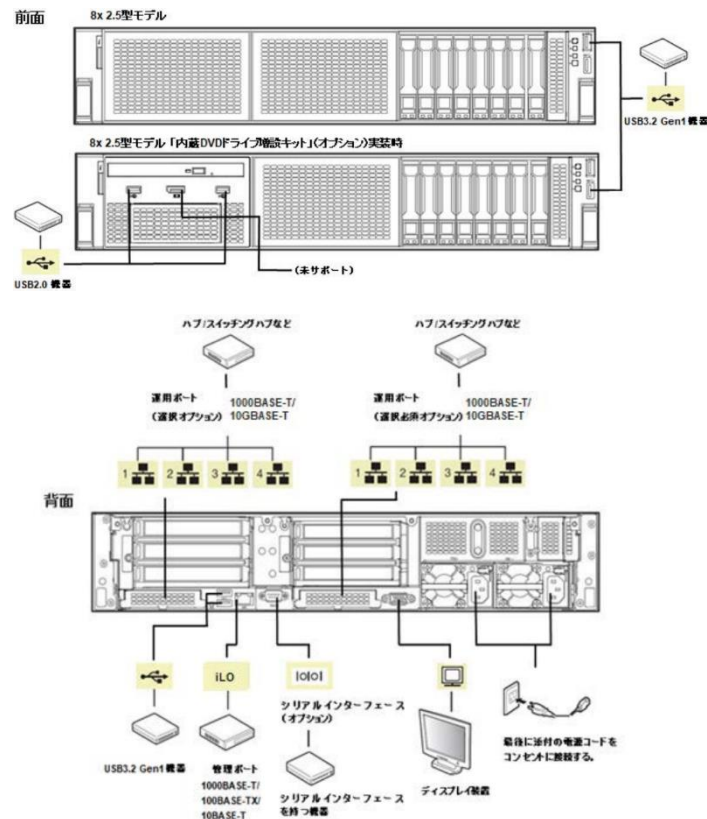 前面
8x 2.5型モデル
USB3.2 Gen1機器
8x 2.5型モデル「内蔵DVDドライブ増設キット」(オプション)実装時
USB2.0 機器
(未サポート)
ハブ/スイッチングハブなど
ハブ/スイッチングハブなど
運用ポート
(選択オプション)
1000BASE-T/
10GBASE-T
運用ポート
(選択必須オプション)
1000BASE-T/
10GBASE-T
1 2 3 4
1 2 3 4
背面
iLO
IOIOI
シリアルインターフェース
(オプション)
USB3.2 Gen1機器
管理ポート
1000BASE-T/
100BASE-TX/
10BASE-T
シリアルインターフェース
を持つ機器
ディスプレイ装置
最後に添付の電源コードを
コンセントに接続する。